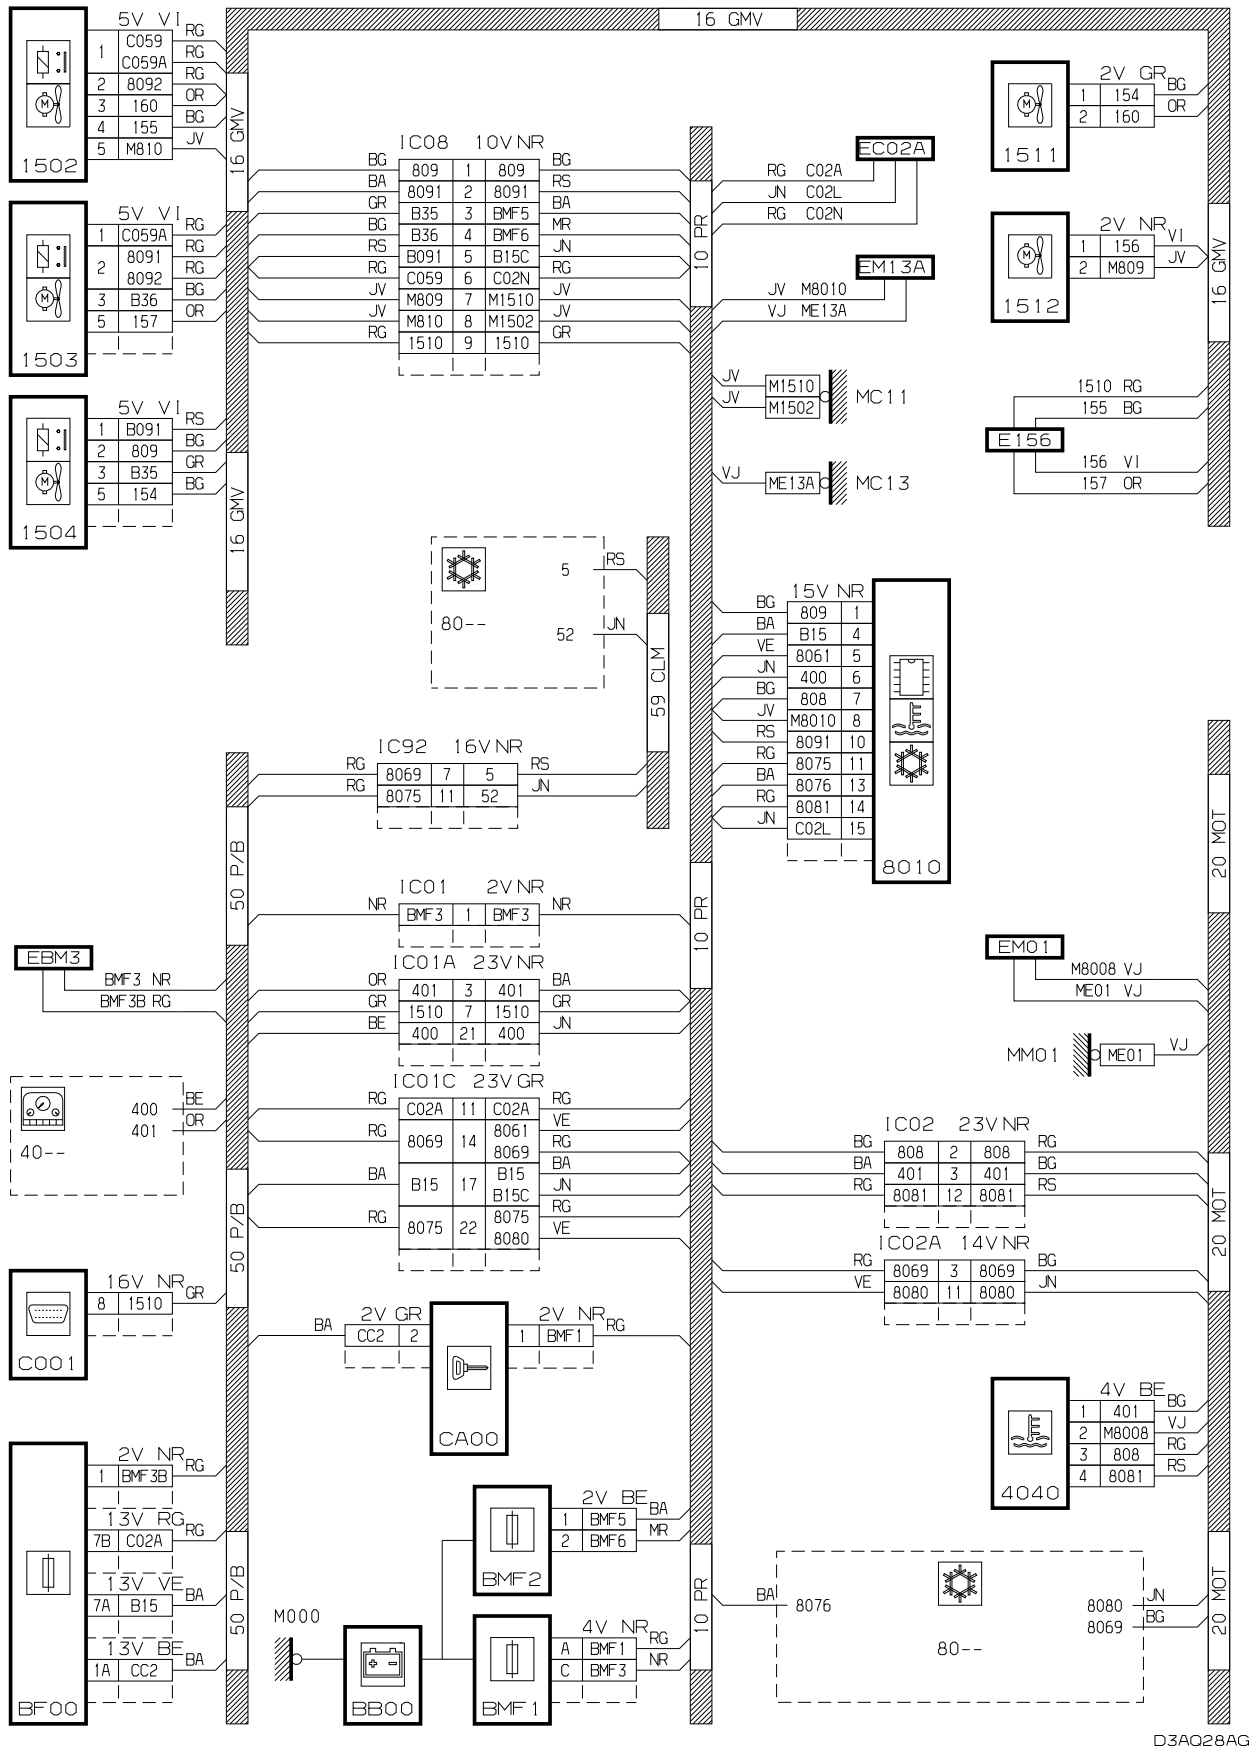 16 GMV
5V VI
1 C059 RG
C059A RG
2 8092 RG
3 160 OR
4 155 BG
5 M810 JV
1502
16 GMV
5V VI
1 C059A RG
2 8091 RG
8092 RG
3 B36 BG
5 157 OR
1503
5V VI
1 B091 RS
2 809 BG
3 B35 GR
5 154 BG
1504
16 GMV
IC08 10V NR
BG 809 1 809 BG
BA 8091 2 8091 RS
GR B35 3 BMF5 BA
BG B36 4 BMF6 MR
RS B091 5 B15C JN
RG C059 6 C02N RG
JV M809 7 M1510 JV
JV M810 8 M1502 JV
RG 1510 9 1510 GR
10 PR
EC02A
RG C02A
JN C02L
RG C02N
EM13A
JV M8010
VJ ME13A
JV M1510
JV M1502
MC11
VJ ME13A
MC13
2V GR
1 154 BG
2 160 OR
1511
2V NR
1 156 VI
2 M809 JV
1512
16 GMV
1510 RG
155 BG
E156
156 VI
157 OR
5 RS
80--
52 JN
59 CLM
15V NR
BG 809 1
BA B15 4
VE 8061 5
JN 400 6
BG 808 7
JV M8010 8
RS 8091 10
RG 8075 11
BA 8076 13
RG 8081 14
JN C02L 15
8010
IC92 16V NR
RG 8069 7 5 RS
RG 8075 11 52 JN
50 P/B
20 MOT
IC01 2V NR
NR BMF3 1 BMF3 NR
10 PR
EBM3
BMF3 NR
BMF3B RG
IC01A 23V NR
OR 401 3 401 BA
GR 1510 7 1510 GR
BE 400 21 400 JN
EM01
M8008 VJ
ME01 VJ
MM01 ME01 VJ
400 BE
401 OR
40--
IC01C 23V GR
RG C02A 11 C02A RG
RG 8069 14 8061 VE
8069 RG
BA B15 17 B15 BA
B15C JN
RG 8075 22 8075 RG
8080 VE
50 P/B
IC02 23V NR
BG 808 2 808 RG
BA 401 3 401 BG
RG 8081 12 8081 RS
IC02A 14V NR
RG 8069 3 8069 BG
VE 8080 11 8080 JN
20 MOT
16V NR
8 1510 GR
C001
2V GR
BA CC2 2
2V NR
1 BMF1 RG
CA00
4V BE
1 401 BG
2 M8008 VJ
3 808 RG
4 8081 RS
4040
2V NR
1 BMF3B RG
13V RG
7B C02A RG
13V VE
7A B15 BA
13V BE
1A CC2 BA
BF00
50 P/B
M000
BB00
2V BE
1 BMF5 BA
2 BMF6 MR
BMF2
4V NR
A BMF1 RG
C BMF3 NR
BMF1
10 PR
BA 8076
8080 JN
8069 BG
80--
20 MOT
D3AQ28AG